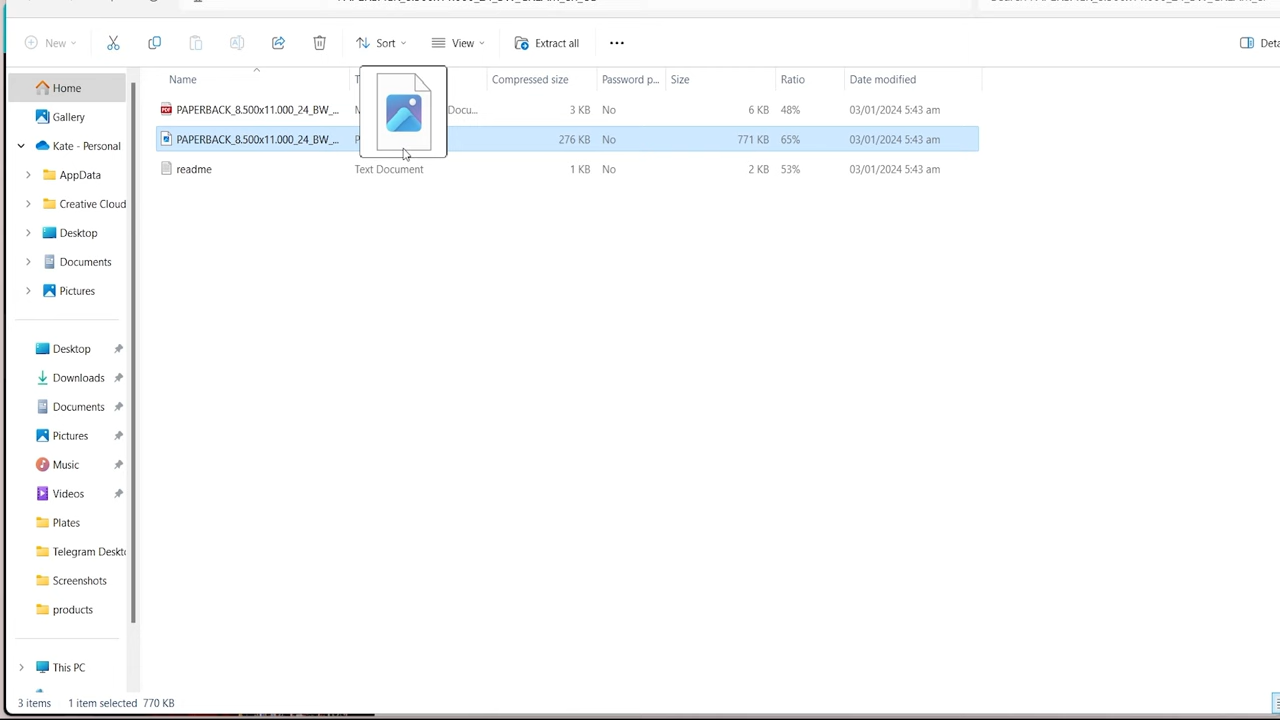 New Sort View Extract all Deta
Name Compressed size Password p... Size Ratio Date modified
PAPERBACK_8.500x11.000_24_BW_... Docu... 3 KB No 6 KB 48% 03/01/2024 5:43 am
PAPERBACK_8.500x11.000_24_BW_... 276 KB No 771 KB 65% 03/01/2024 5:43 am
readme Text Document 1 KB No 2 KB 53% 03/01/2024 5:43 am
Home
Gallery
Kate - Personal
AppData
Creative Cloud
Desktop
Documents
Pictures
Desktop
Downloads
Documents
Pictures
Music
Videos
Plates
Telegram Deskto
Screenshots
products
This PC
3 items 1 item selected 770 KB